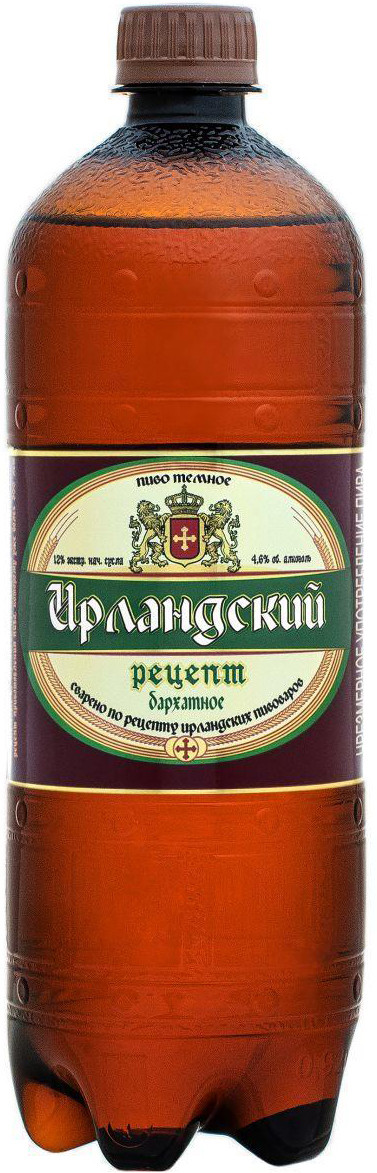 пиво темное
12% экстр. нач. сусла
4,6% об. алкоголь
Ирландский
рецепт
бархатное
сварено по рецепту ирландских пивоваров
ЧРЕЗМЕРНОЕ УПОТРЕБЛЕНИЕ ПИВА